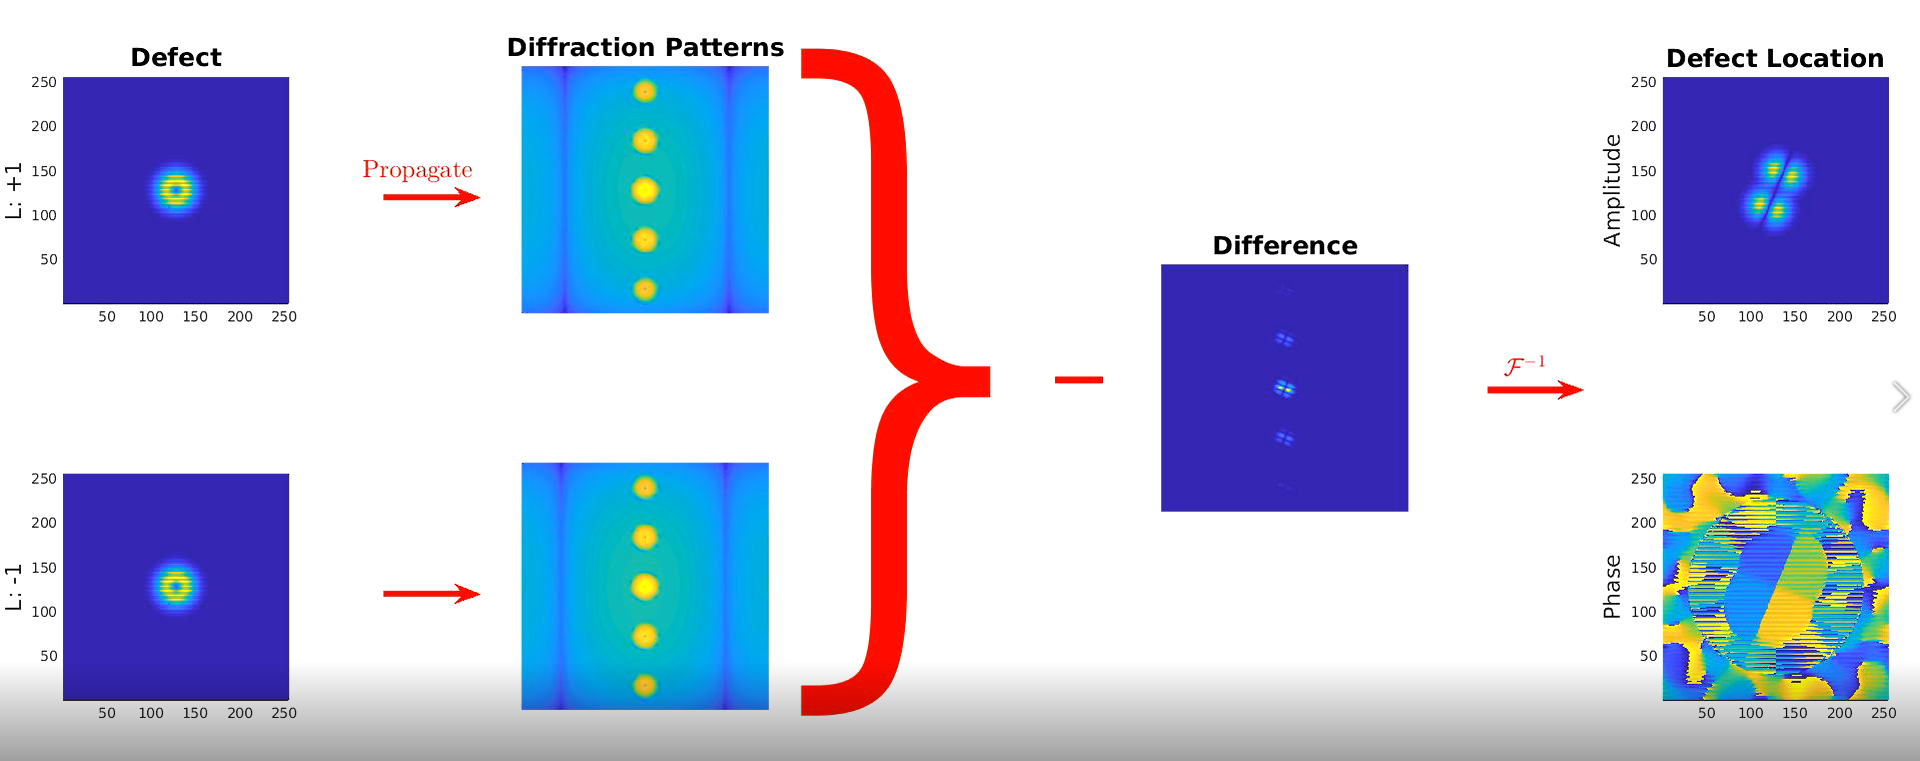 Defect
Diffraction Patterns
Defect Location
250
200
150
100
50
50 100 150 200 250
L: +1
Propagate
Difference
Amplitude
250
200
150
100
50
50 100 150 200 250
ℱ⁻¹
250
200
150
100
50
50 100 150 200 250
L: -1
Phase
250
200
150
100
50
50 100 150 200 250